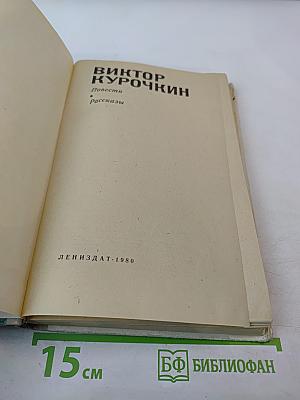 ВИКТОР
КУРОЧКИН
Повести
•
Рассказы
ЛЕНИЗДАТ·1980
15 см
БФ БИБЛИОФАН